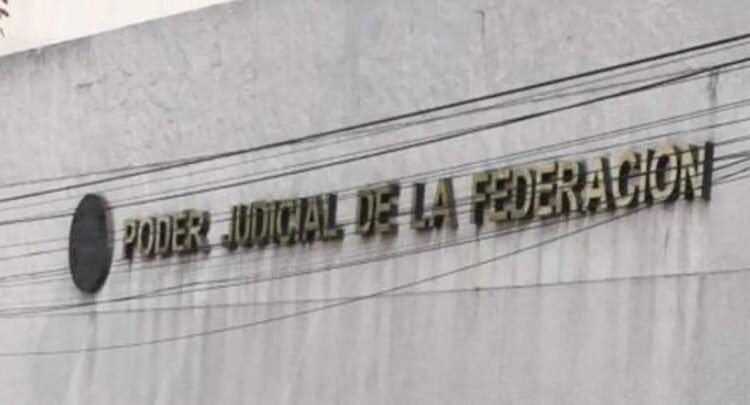 PODER JUDICIAL DE LA FEDERACION